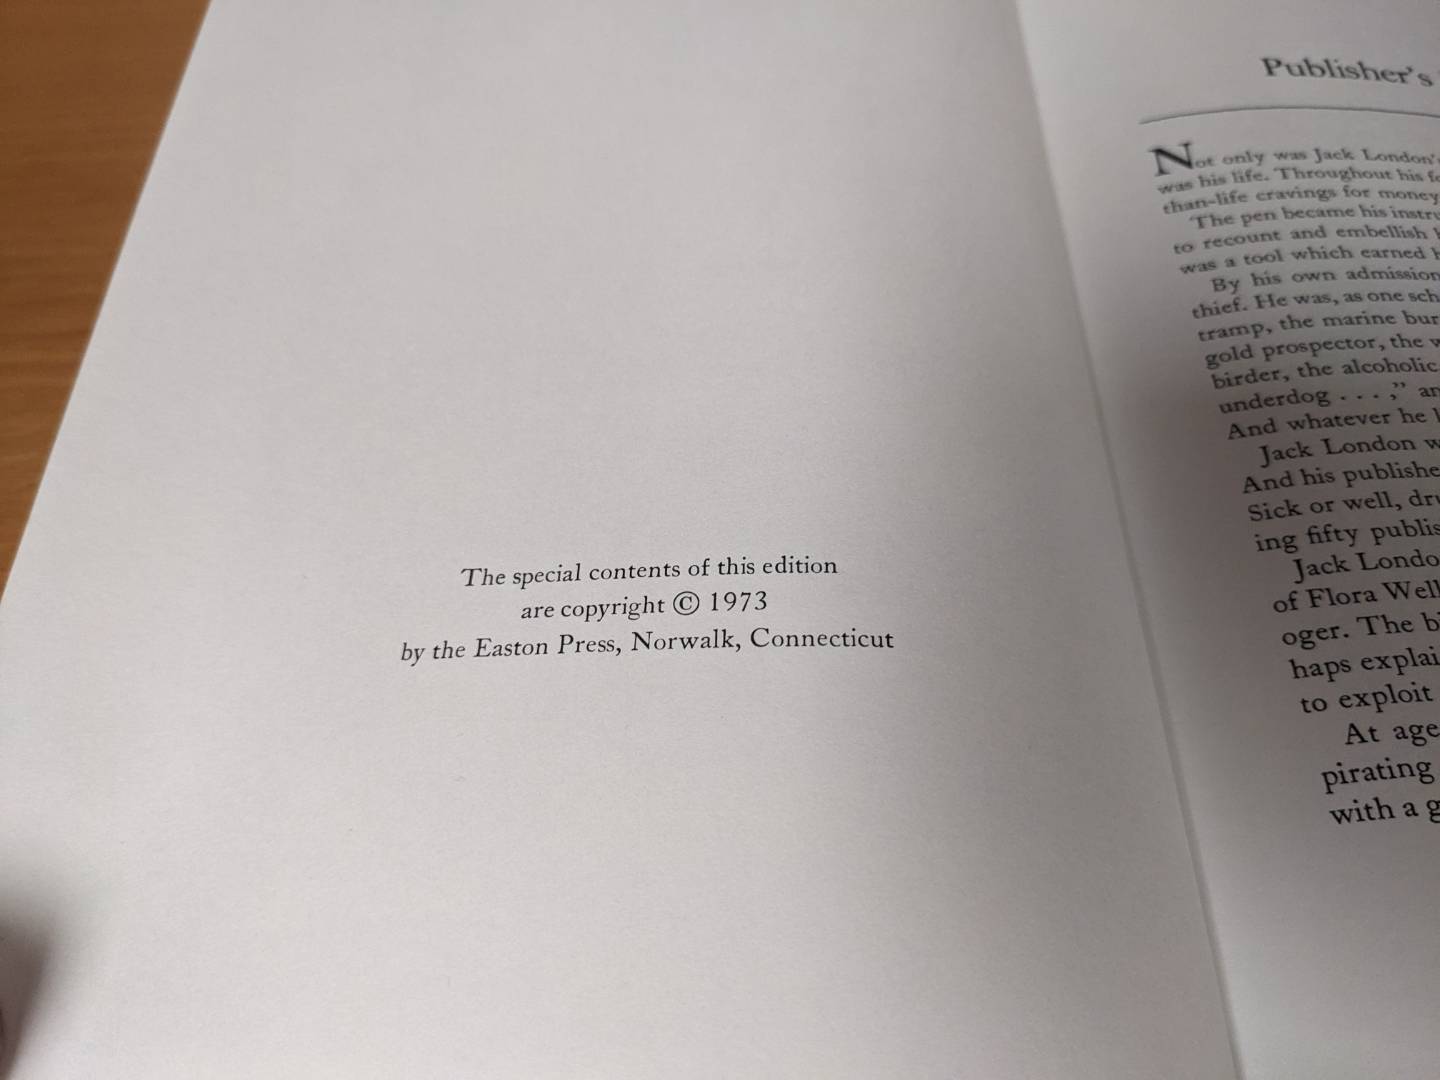 The special contents of this edition
are copyright © 1973
by the Easton Press, Norwalk, Connecticut
Publisher's
Not only was Jack London's
was his life. Throughout his
than-life cravings for money
The pen became his
to recount and embellish
was a tool which earned
By his own admission
thief. He was, as one
tramp, the marine
gold prospector, the
birder, the alcoholic
underdog . . . ,”
And whatever he
Jack London
And his
Sick or well,
ing fifty
Jack
of Flora
oger. The
haps
to exploit
At age
pirating
with a